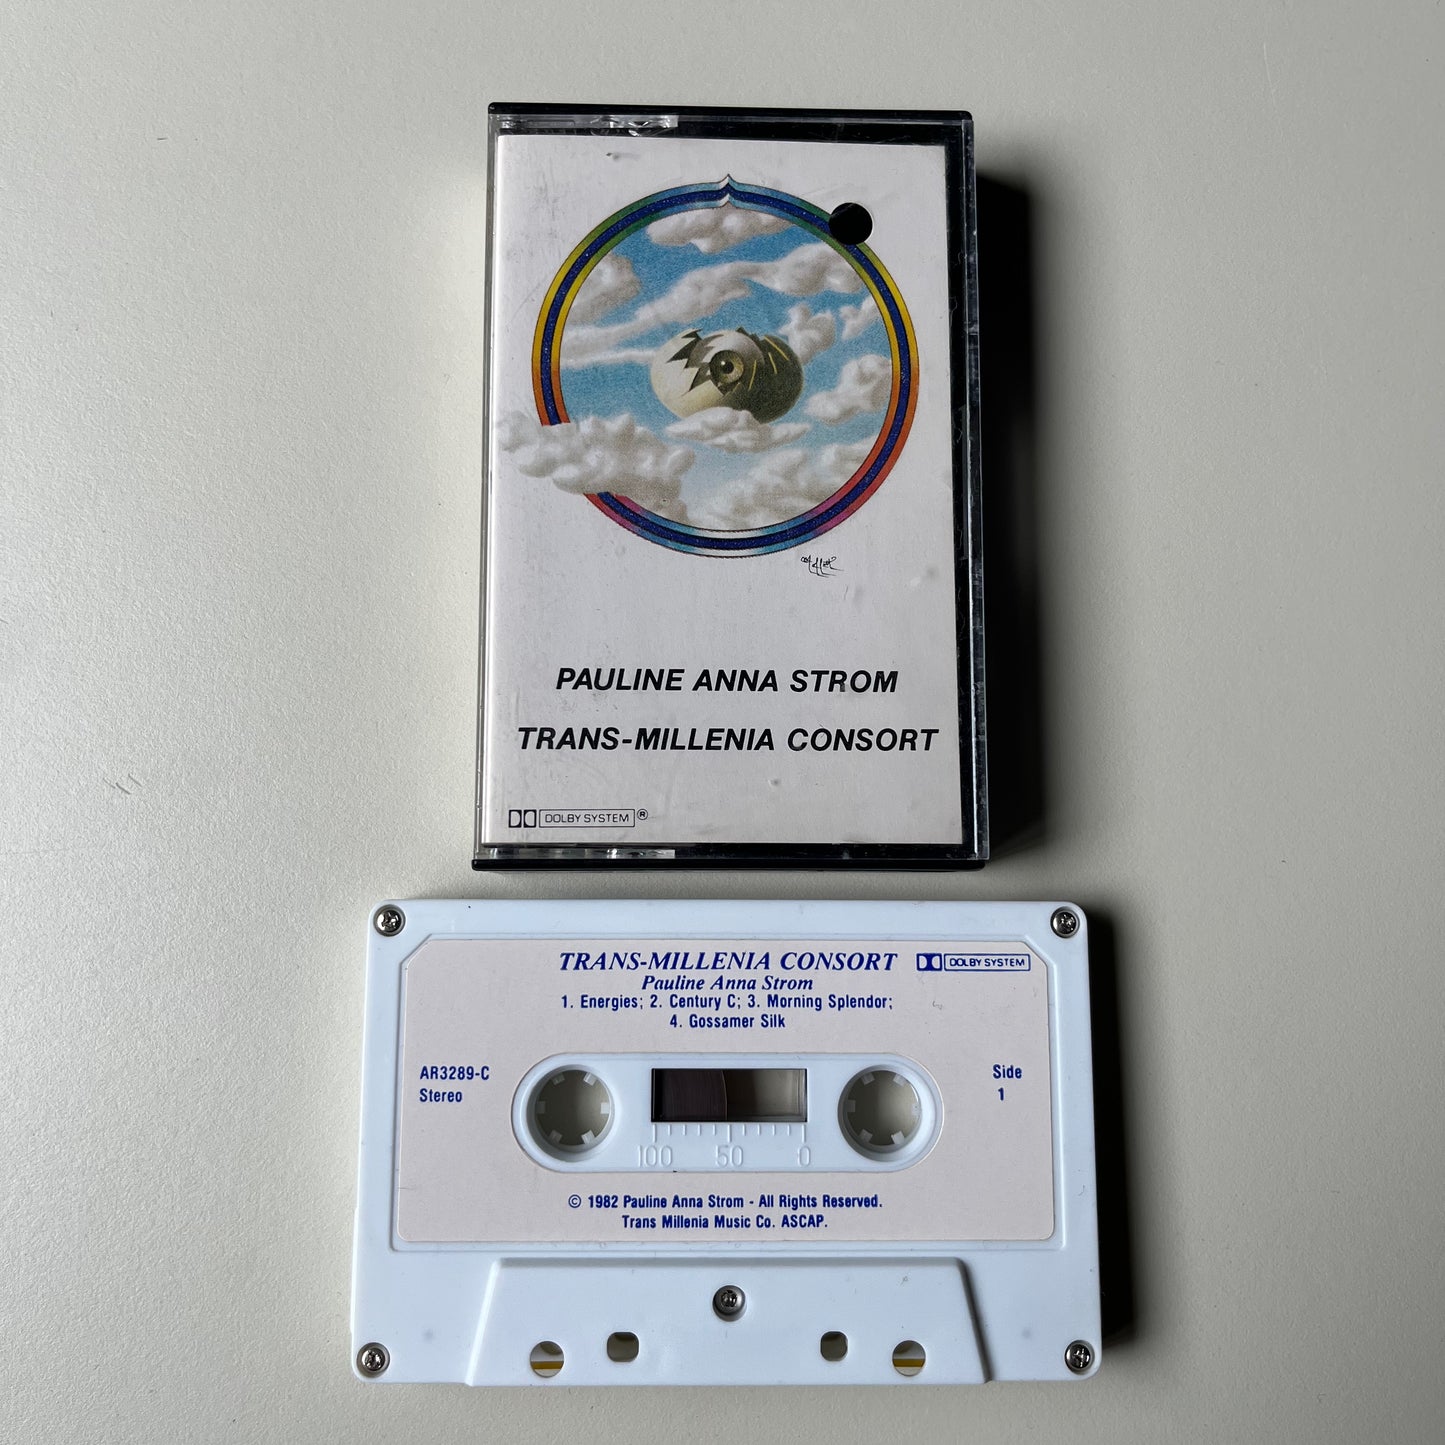 PAULINE ANNA STROM
TRANS-MILLENIA CONSORT
DOLBY SYSTEM ®
TRANS-MILLENIA CONSORT
DOLBY SYSTEM
Pauline Anna Strom
1. Energies; 2. Century C; 3. Morning Splendor;
4. Gossamer Silk
AR3289-C
Stereo
Side
1
100 50 0
© 1982 Pauline Anna Strom - All Rights Reserved.
Trans Millenia Music Co. ASCAP.